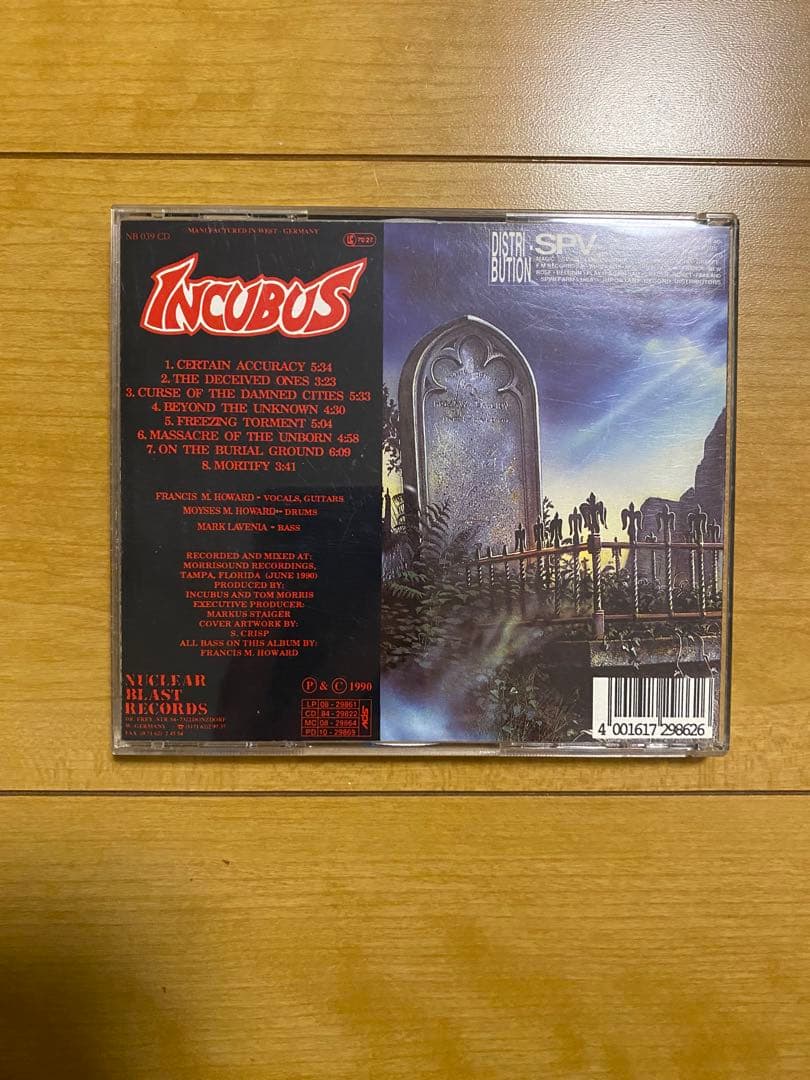 NB 039 CD
MANUFACTURED IN WEST - GERMANY
LC 7027
INCUBUS
1. CERTAIN ACCURACY 5:34
2. THE DECEIVED ONES 3:23
3. CURSE OF THE DAMNED CITIES 5:33
4. BEYOND THE UNKNOWN 4:30
5. FREEZING TORMENT 5:04
6. MASSACRE OF THE UNBORN 4:58
7. ON THE BURIAL GROUND 6:09
8. MORTIFY 3:41
FRANCIS M. HOWARD - VOCALS, GUITARS
MOYSES M. HOWARD - DRUMS
MARK LAVENIA - BASS
RECORDED AND MIXED AT:
MORRISOUND RECORDINGS,
TAMPA, FLORIDA (JUNE 1990)
PRODUCED BY:
INCUBUS AND TOM MORRIS
EXECUTIVE PRODUCER:
MARKUS STAIGER
COVER ARTWORK BY:
S. CRISP
ALL BASS ON THIS ALBUM BY:
FRANCIS M. HOWARD
NUCLEAR
BLAST
RECORDS
W-GERMANY
Ⓟ & © 1990
LP 08 - 29861
CD 84 - 29862
MC 08 - 29864
PD 10 - 29869
DISTRI
BUTION
SPV
4 001617 298626